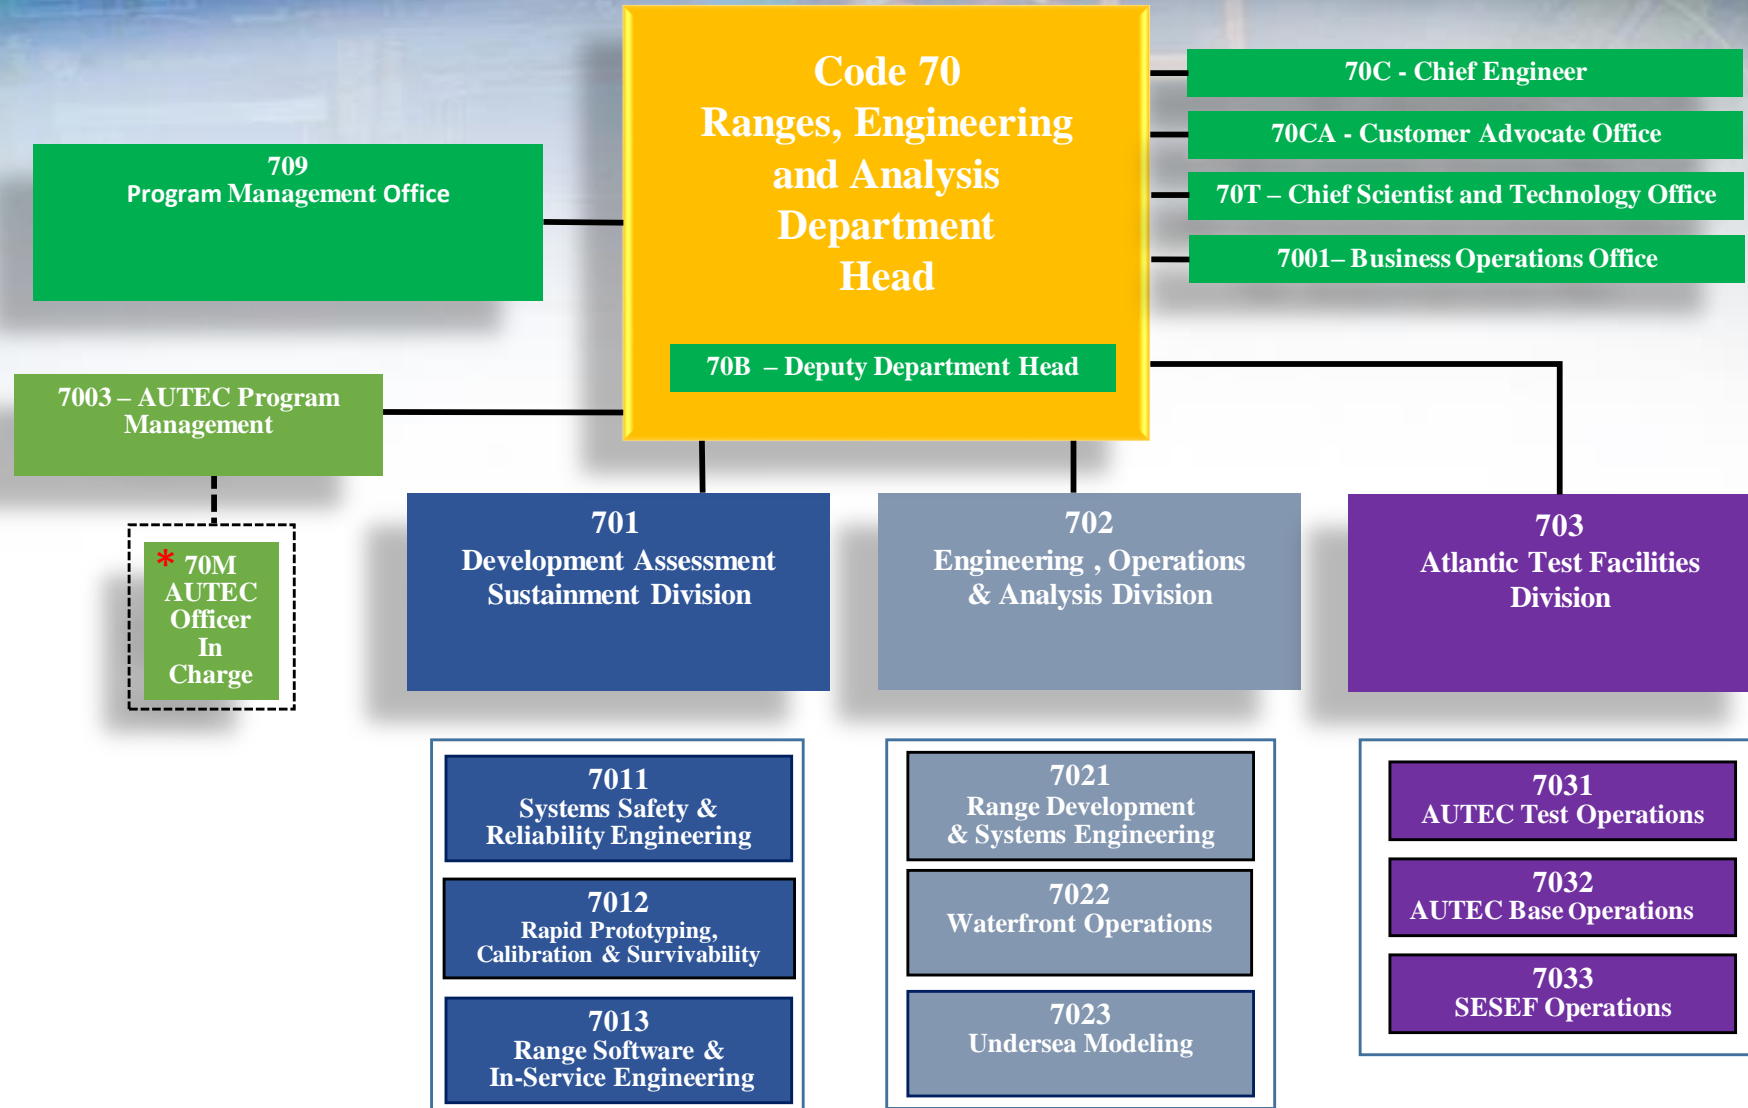 Code 70
Ranges, Engineering
and Analysis
Department
Head
70B – Deputy Department Head
70C - Chief Engineer
70CA - Customer Advocate Office
70T – Chief Scientist and Technology Office
7001– Business Operations Office
709
Program Management Office
7003 – AUTEC Program
Management
* 70M
AUTEC
Officer
In
Charge
701
Development Assessment
Sustainment Division
702
Engineering , Operations
& Analysis Division
703
Atlantic Test Facilities
Division
7011
Systems Safety &
Reliability Engineering
7012
Rapid Prototyping,
Calibration & Survivability
7013
Range Software &
In-Service Engineering
7021
Range Development
& Systems Engineering
7022
Waterfront Operations
7023
Undersea Modeling
7031
AUTEC Test Operations
7032
AUTEC Base Operations
7033
SESEF Operations